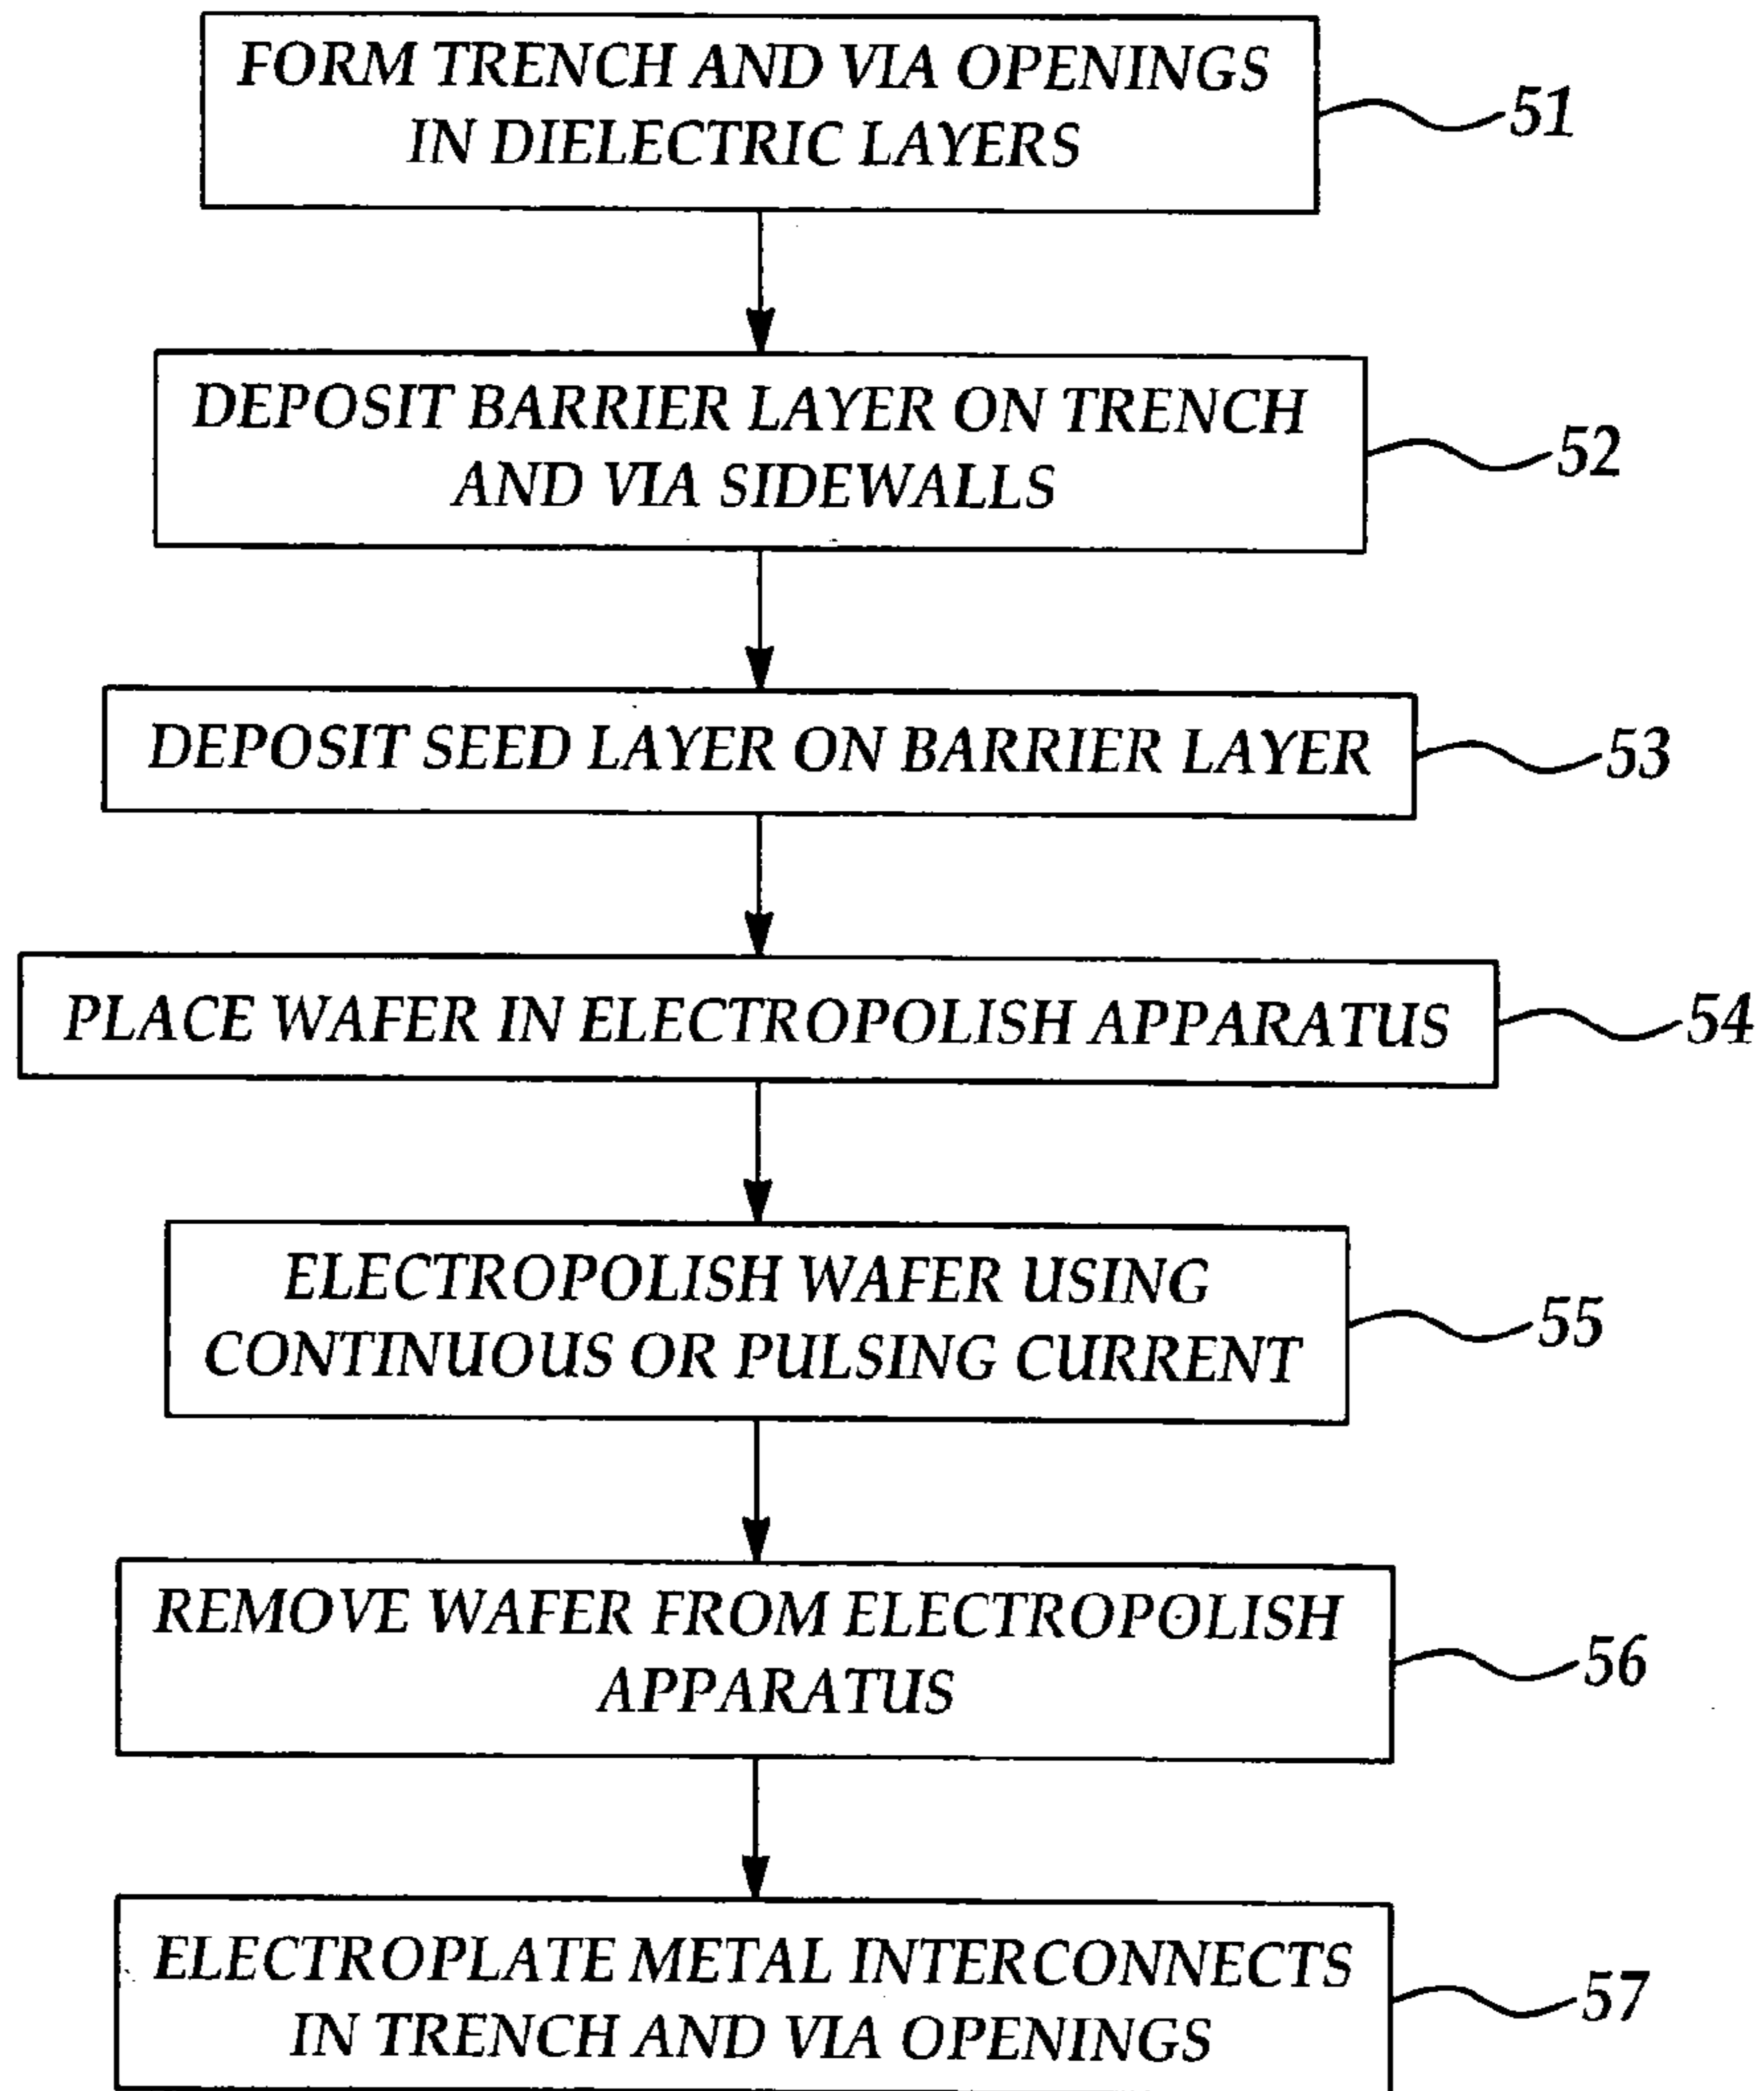 FORM TRENCH AND VIA OPENINGS
IN DIELECTRIC LAYERS
51
DEPOSIT BARRIER LAYER ON TRENCH
AND VIA SIDEWALLS
52
DEPOSIT SEED LAYER ON BARRIER LAYER
53
PLACE WAFER IN ELECTROPOLISH APPARATUS
54
ELECTROPOLISH WAFER USING
CONTINUOUS OR PULSING CURRENT
55
REMOVE WAFER FROM ELECTROPOLISH
APPARATUS
56
ELECTROPLATE METAL INTERCONNECTS
IN TRENCH AND VIA OPENINGS
57